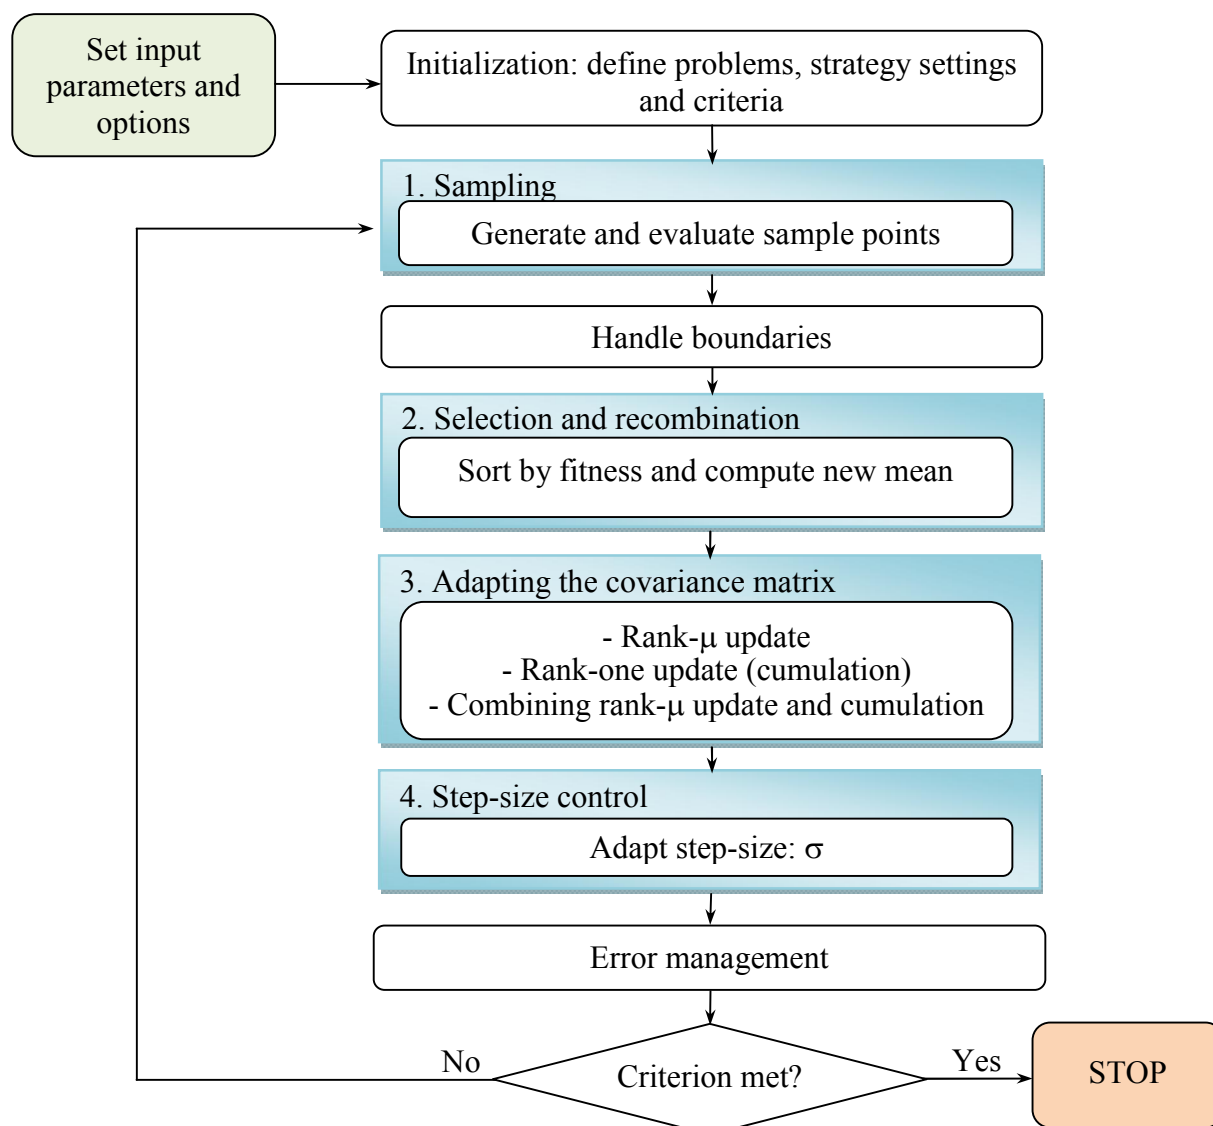 Set input
parameters and
options
Initialization: define problems, strategy settings
and criteria
1. Sampling
Generate and evaluate sample points
Handle boundaries
2. Selection and recombination
Sort by fitness and compute new mean
3. Adapting the covariance matrix
- Rank-μ update
- Rank-one update (cumulation)
- Combining rank-μ update and cumulation
4. Step-size control
Adapt step-size: σ
Error management
No
Criterion met?
Yes
STOP